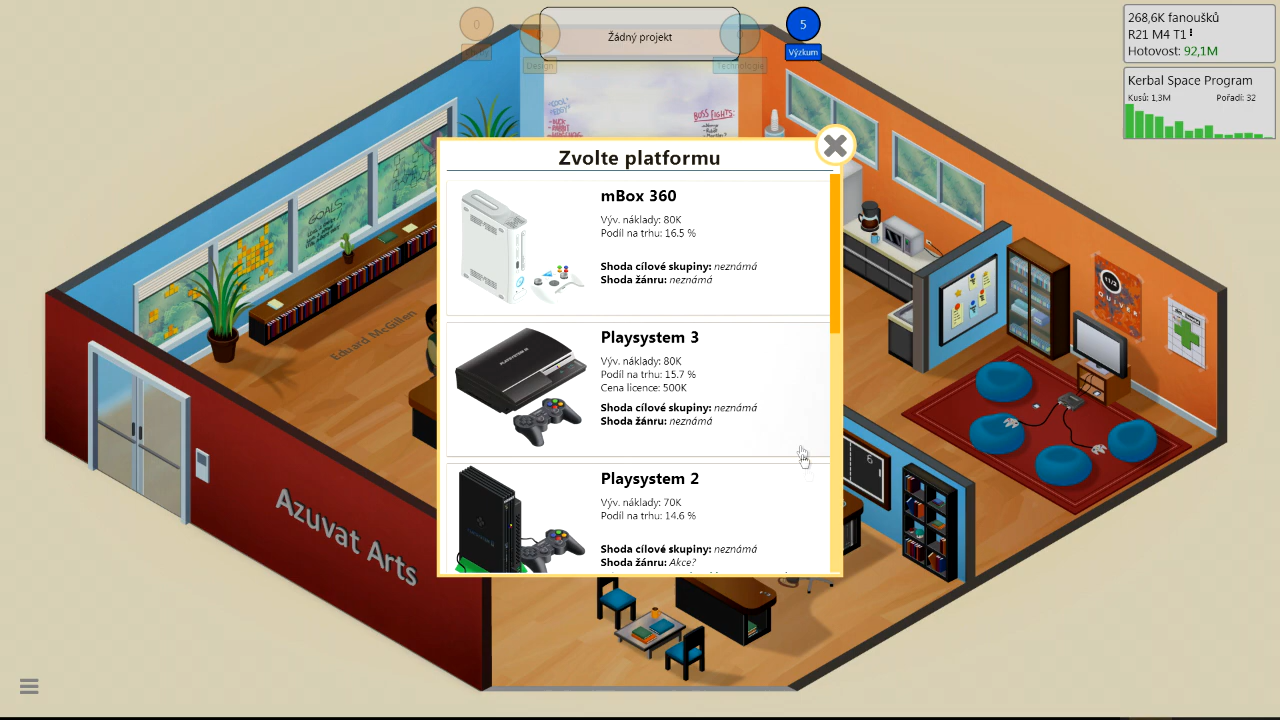 0
Žádný projekt
5
Design
Technologie
Výzkum
268,6K fanoušků
R21 M4 T1
Hotovost: 92,1M
Kerbal Space Program
Kusů: 1,3M
Pořadí: 32
BOSS FIGHTS:
GOALS
Zvolte platformu
mBox 360
Výv. náklady: 80K
Podíl na trhu: 16.5 %
Shoda cílové skupiny: neznámá
Shoda žánru: neznámá
Playsystem 3
Výv. náklady: 80K
Podíl na trhu: 15.7 %
Cena licence: 500K
Shoda cílové skupiny: neznámá
Shoda žánru: neznámá
Playsystem 2
Výv. náklady: 70K
Podíl na trhu: 14.6 %
Shoda cílové skupiny: neznámá
Shoda žánru: Akce?
Eduard McGillen
Azuvat Arts
11/2
QUIVER
6